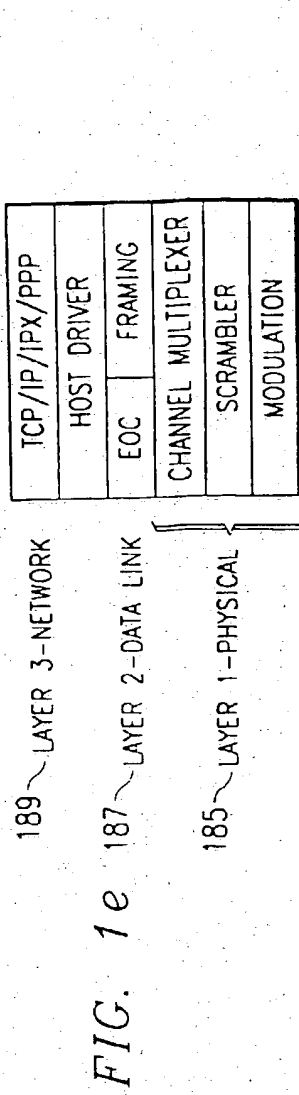 FIG. 1e
189 LAYER 3-NETWORK
187 LAYER 2-DATA LINK
185 LAYER 1-PHYSICAL
TCP/IP/IPX/PPP
HOST DRIVER
EOC FRAMING
CHANNEL MULTIPLEXER
SCRAMBLER
MODULATION